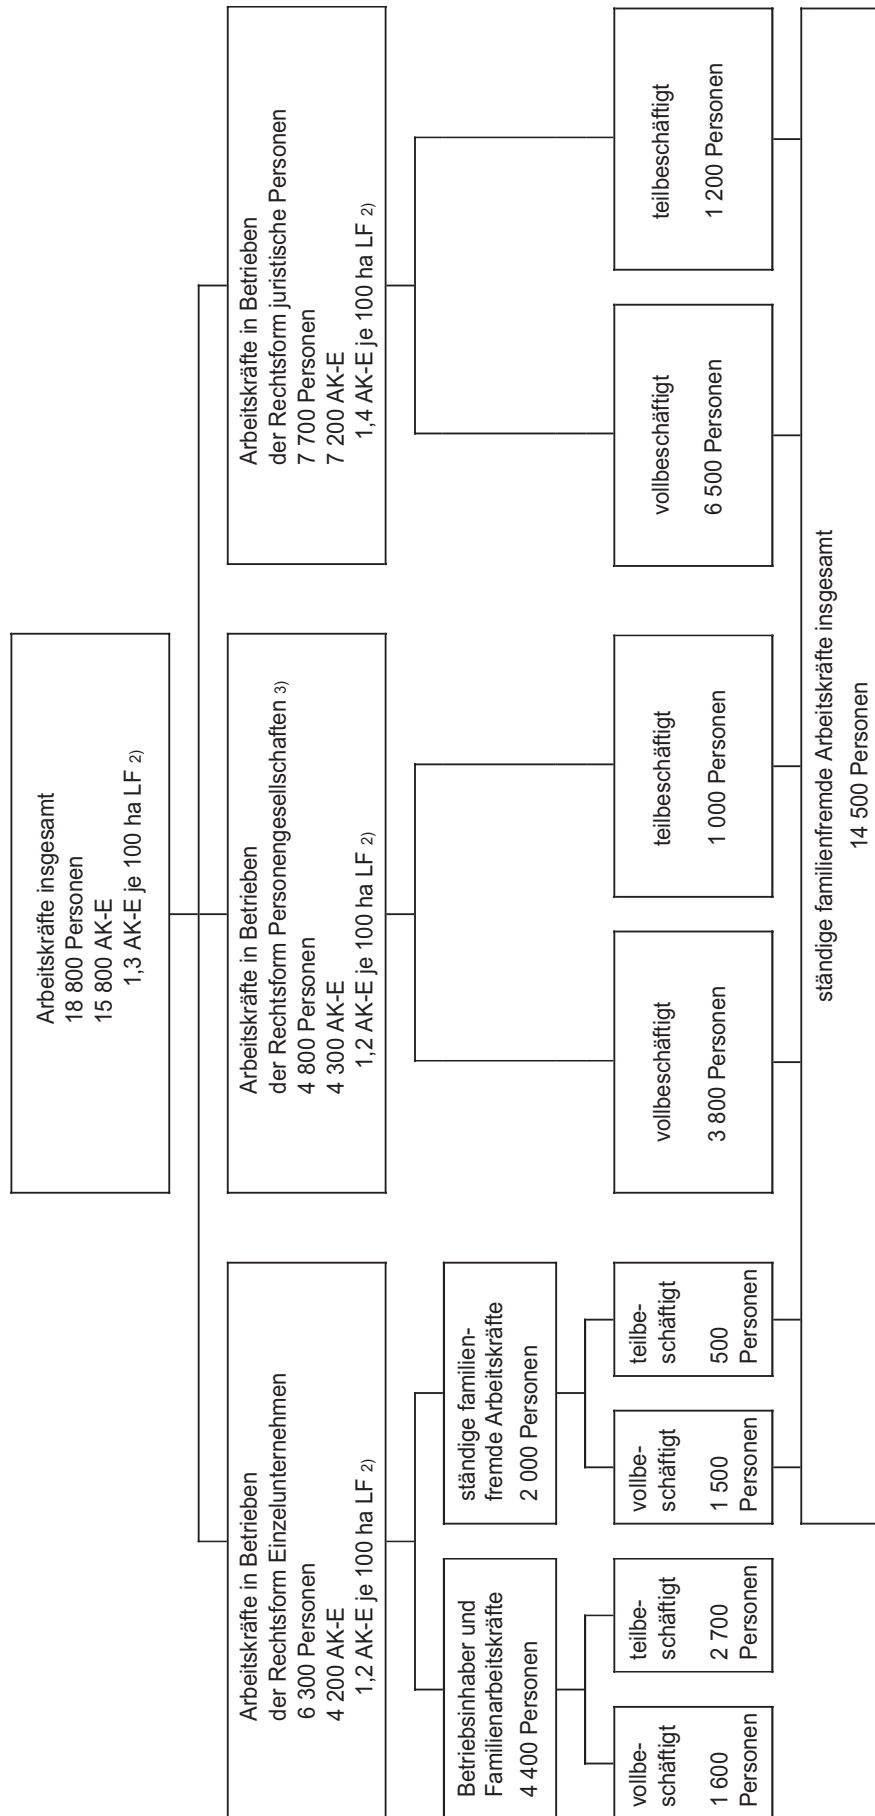 Arbeitskräfte insgesamt
18 800 Personen
15 800 AK-E
1,3 AK-E je 100 ha LF 2)
Arbeitskräfte in Betrieben
der Rechtsform Einzelunternehmen
6 300 Personen
4 200 AK-E
1,2 AK-E je 100 ha LF 2)
Arbeitskräfte in Betrieben
der Rechtsform Personengesellschaften 3)
4 800 Personen
4 300 AK-E
1,2 AK-E je 100 ha LF 2)
Arbeitskräfte in Betrieben
der Rechtsform juristische Personen
7 700 Personen
7 200 AK-E
1,4 AK-E je 100 ha LF 2)
Betriebsinhaber und
Familienarbeitskräfte
4 400 Personen
ständige familien-
fremde Arbeitskräfte
2 000 Personen
vollbe-
schäftigt
1 600
Personen
teilbe-
schäftigt
2 700
Personen
vollbe-
schäftigt
1 500
Personen
teilbe-
schäftigt
500
Personen
vollbeschäftigt
3 800 Personen
teilbeschäftigt
1 000 Personen
vollbeschäftigt
6 500 Personen
teilbeschäftigt
1 200 Personen
ständige familienfremde Arbeitskräfte insgesamt
14 500 Personen